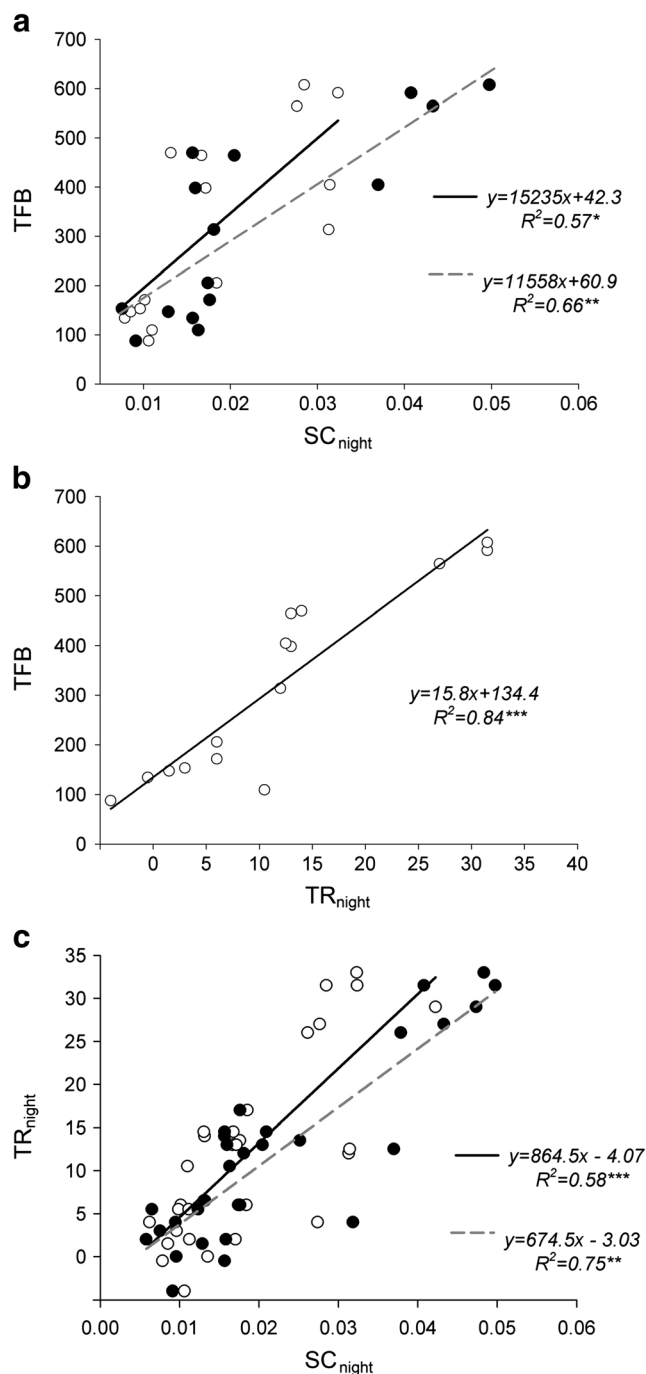 a
700
600
500
400
300
200
100
0
TFB
y=15235x+42.3
R²=0.57*
y=11558x+60.9
R²=0.66**
0.01 0.02 0.03 0.04 0.05 0.06
SCnight
b
700
600
500
400
300
200
100
0
TFB
y=15.8x+134.4
R²=0.84***
0 5 10 15 20 25 30 35 40
TRnight
c
35
30
25
20
15
10
5
0
TRnight
y=864.5x - 4.07
R²=0.58***
y=674.5x - 3.03
R²=0.75**
0.00 0.01 0.02 0.03 0.04 0.05 0.06
SCnight